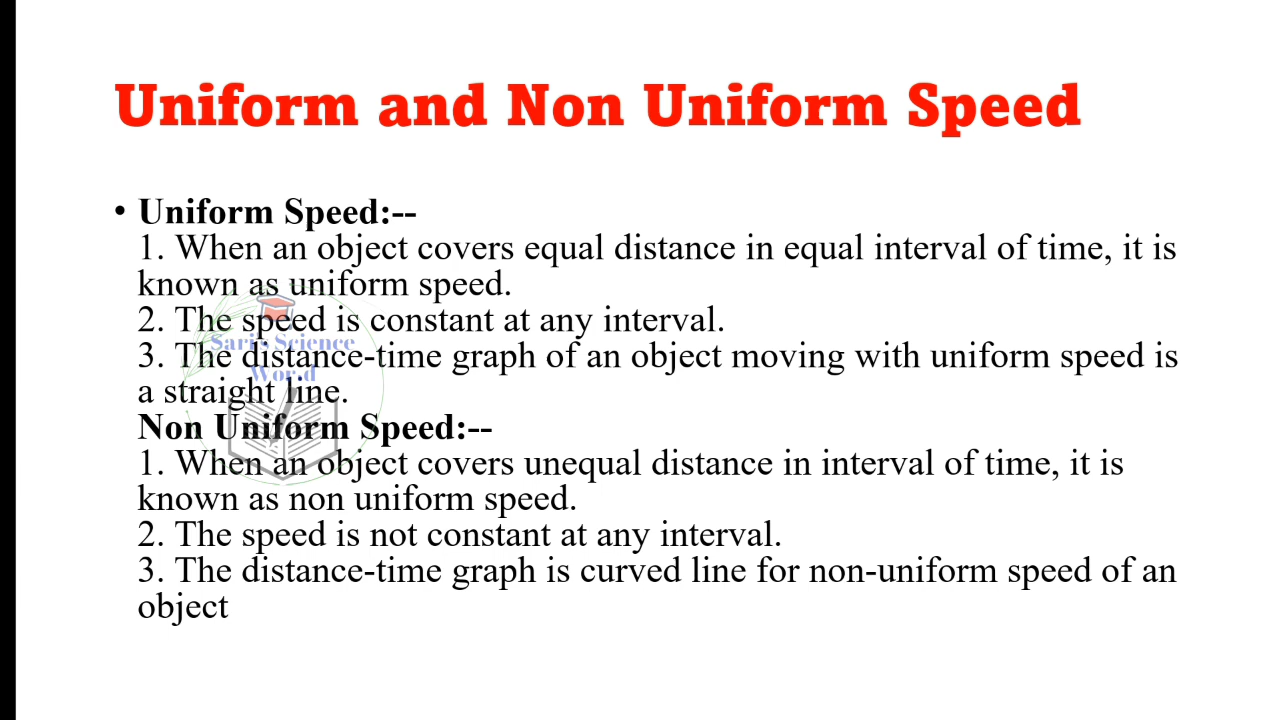 Uniform and Non Uniform Speed
• Uniform Speed:--
1. When an object covers equal distance in equal interval of time, it is
known as uniform speed.
2. The speed is constant at any interval.
3. The distance-time graph of an object moving with uniform speed is
a straight line.
Non Uniform Speed:--
1. When an object covers unequal distance in interval of time, it is
known as non uniform speed.
2. The speed is not constant at any interval.
3. The distance-time graph is curved line for non-uniform speed of an
object
Science